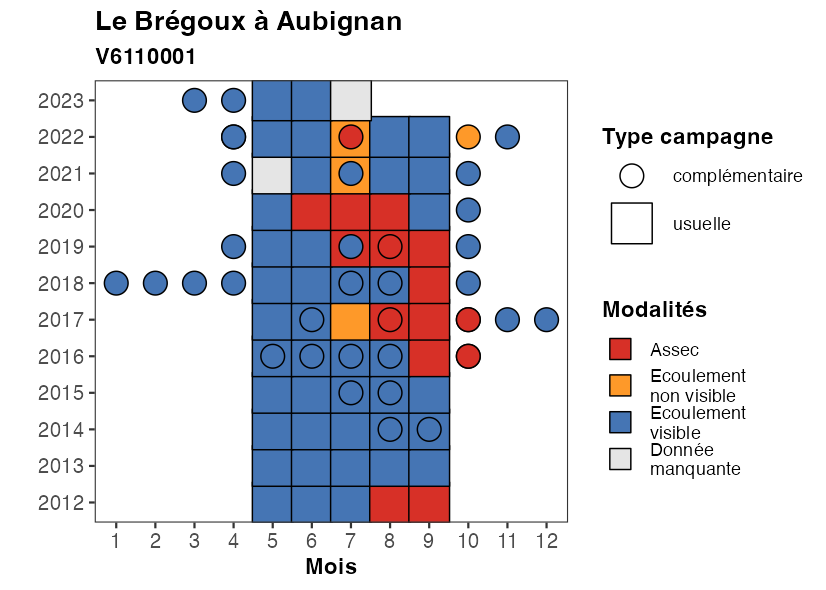 Le Brégoux à Aubignan
V6110001
2023
2022
2021
2020
2019
2018
2017
2016
2015
2014
2013
2012
1 2 3 4 5 6 7 8 9 10 11 12
Mois
Type campagne
complémentaire
usuelle
Modalités
Assec
Ecoulement
non visible
Ecoulement
visible
Donnée
manquante